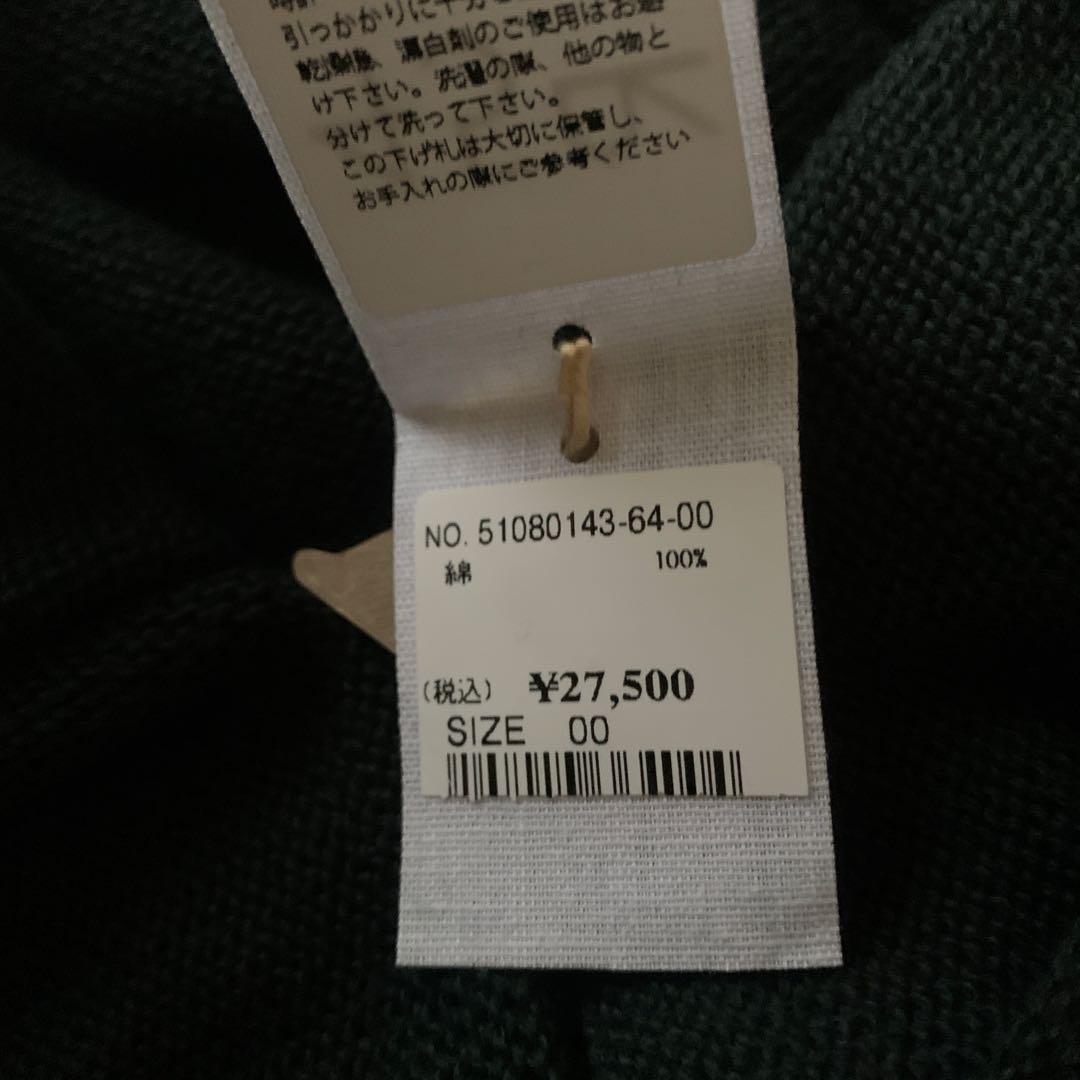 引っかかりに十分ご
乾燥機、漂白剤のご使用はお避
け下さい。洗濯の際、他の物と
分けて洗って下さい。
この下げ札は大切に保管し、
お手入れの際にご参考ください
NO. 51080143-64-00
綿 100%
(税込) ¥27,500
SIZE 00